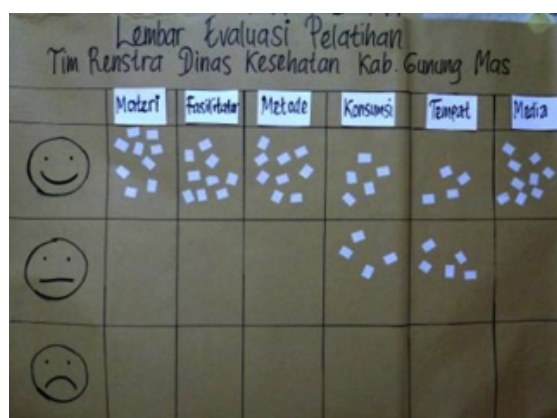 Lembar Evaluasi Pelatihan
Tim Renstra Dinas Kesehatan Kab. Gunung Mas
Materi Fasilitator Metode Konsumsi Tempat Media